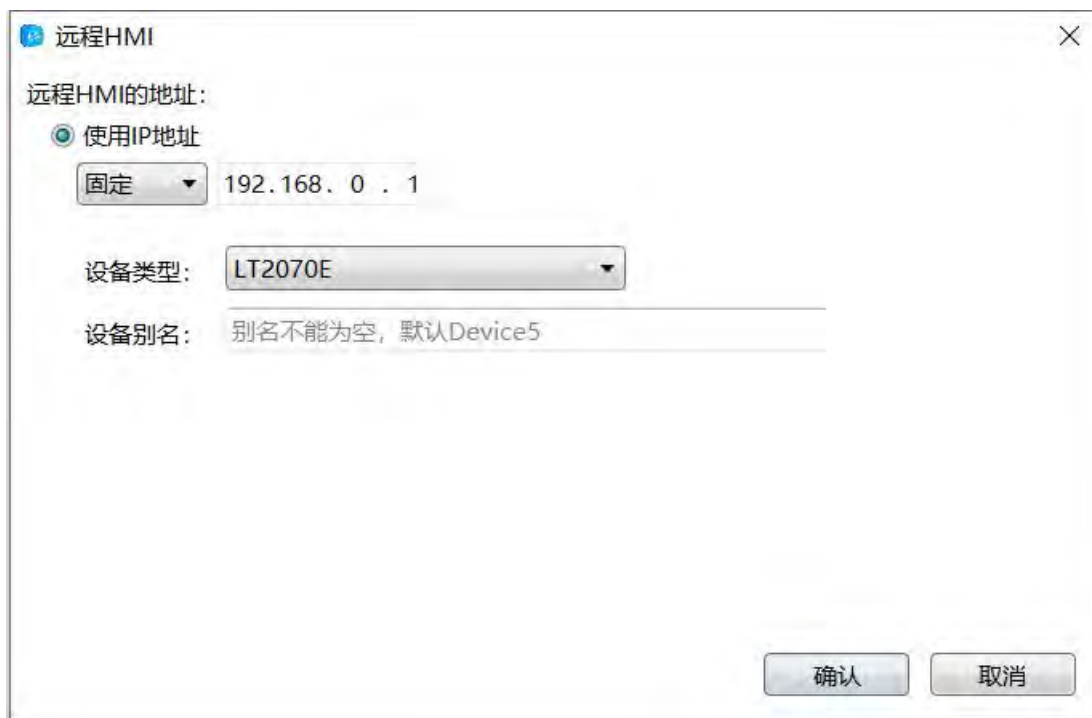 远程HMI
远程HMI的地址:
使用IP地址
固定 192.168. 0 . 1
设备类型: LT2070E
设备别名: 别名不能为空，默认Device5
确认 取消